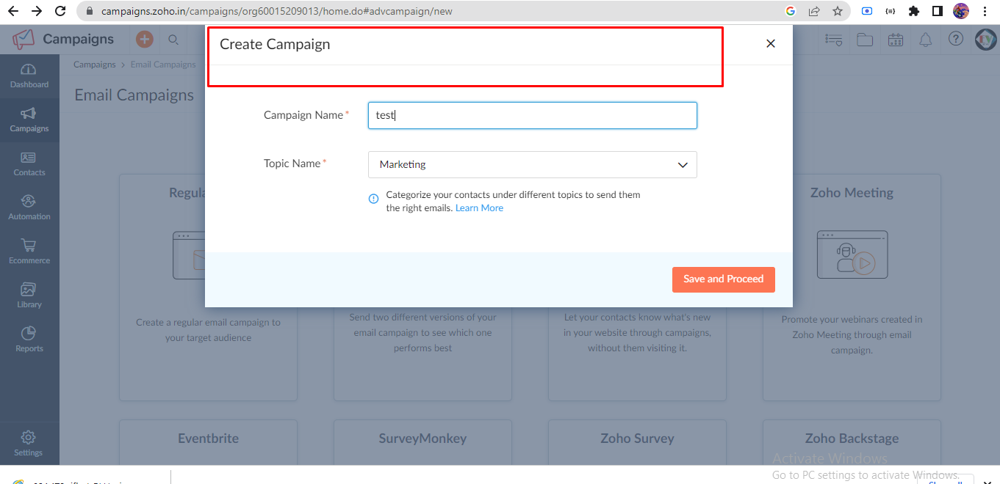 campaigns.zoho.in/campaigns/org60015209013/home.do#advcampaign/new
Campaigns
Create Campaign
Dashboard
Campaigns
Contacts
Automation
Ecommerce
Library
Reports
Settings
Campaigns > Email Campaigns
Email Campaigns
Campaign Name*
test
Topic Name*
Marketing
Categorize your contacts under different topics to send them
the right emails. Learn More
Save and Proceed
Create a regular email campaign to
your target audience
Send two different versions of your
email campaign to see which one
performs best
Let your contacts know what's new
in your website through campaigns,
without them visiting it.
Zoho Meeting
Promote your webinars created in
Zoho Meeting through email
campaign.
Eventbrite
SurveyMonkey
Zoho Survey
Zoho Backstage
Activate Windows
Go to PC settings to activate Windows.